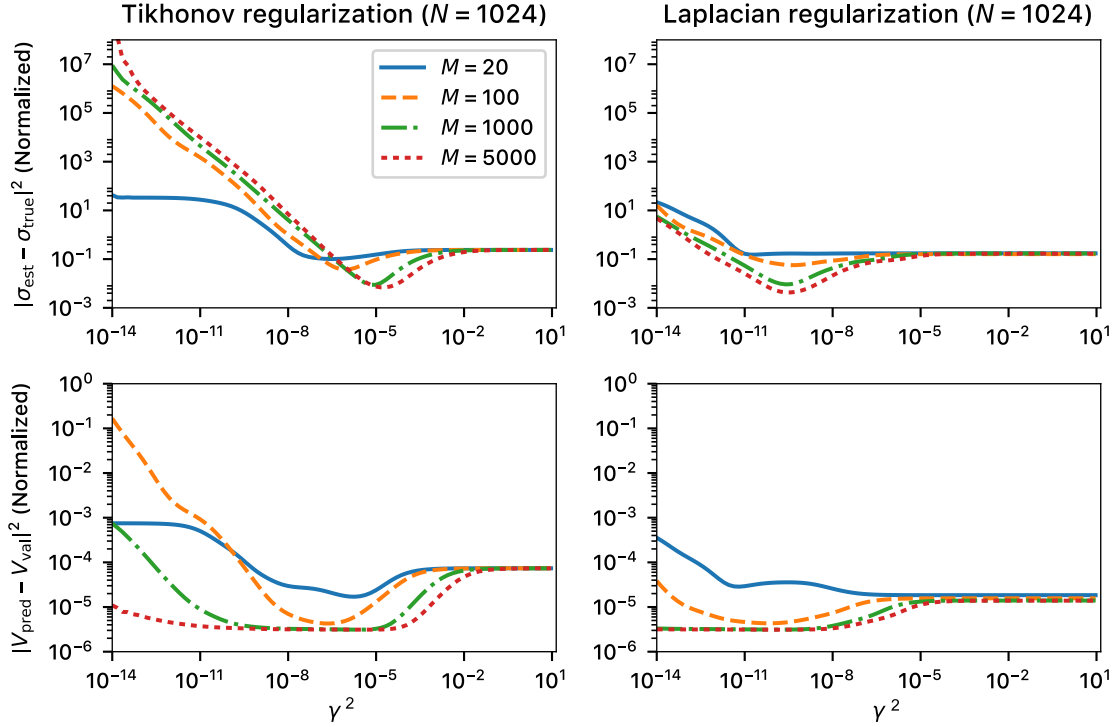 Tikhonov regularization (N = 1024)
Laplacian regularization (N = 1024)
|σ_est − σ_true|² (Normalized)
10⁷
10⁵
10³
10¹
10⁻¹
10⁻³
M = 20
M = 100
M = 1000
M = 5000
10⁻¹⁴ 10⁻¹¹ 10⁻⁸ 10⁻⁵ 10⁻² 10¹
10⁷
10⁵
10³
10¹
10⁻¹
10⁻³
10⁻¹⁴ 10⁻¹¹ 10⁻⁸ 10⁻⁵ 10⁻² 10¹
|V_pred − V_val|² (Normalized)
10⁰
10⁻¹
10⁻²
10⁻³
10⁻⁴
10⁻⁵
10⁻⁶
10⁻¹⁴ 10⁻¹¹ 10⁻⁸ 10⁻⁵ 10⁻² 10¹
γ²
10⁰
10⁻¹
10⁻²
10⁻³
10⁻⁴
10⁻⁵
10⁻⁶
10⁻¹⁴ 10⁻¹¹ 10⁻⁸ 10⁻⁵ 10⁻² 10¹
γ²